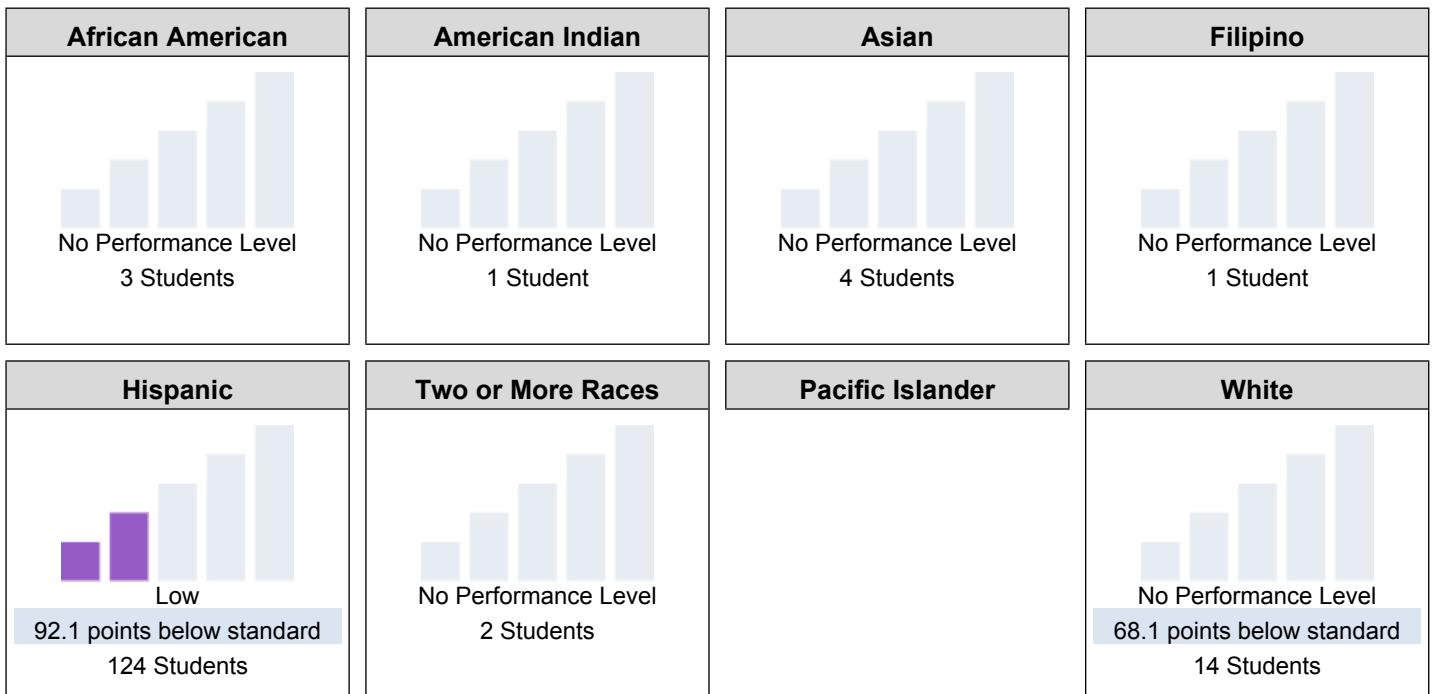 African American
No Performance Level
3 Students
American Indian
No Performance Level
1 Student
Asian
No Performance Level
4 Students
Filipino
No Performance Level
1 Student
Hispanic
Low
92.1 points below standard
124 Students
Two or More Races
No Performance Level
2 Students
Pacific Islander
White
No Performance Level
68.1 points below standard
14 Students